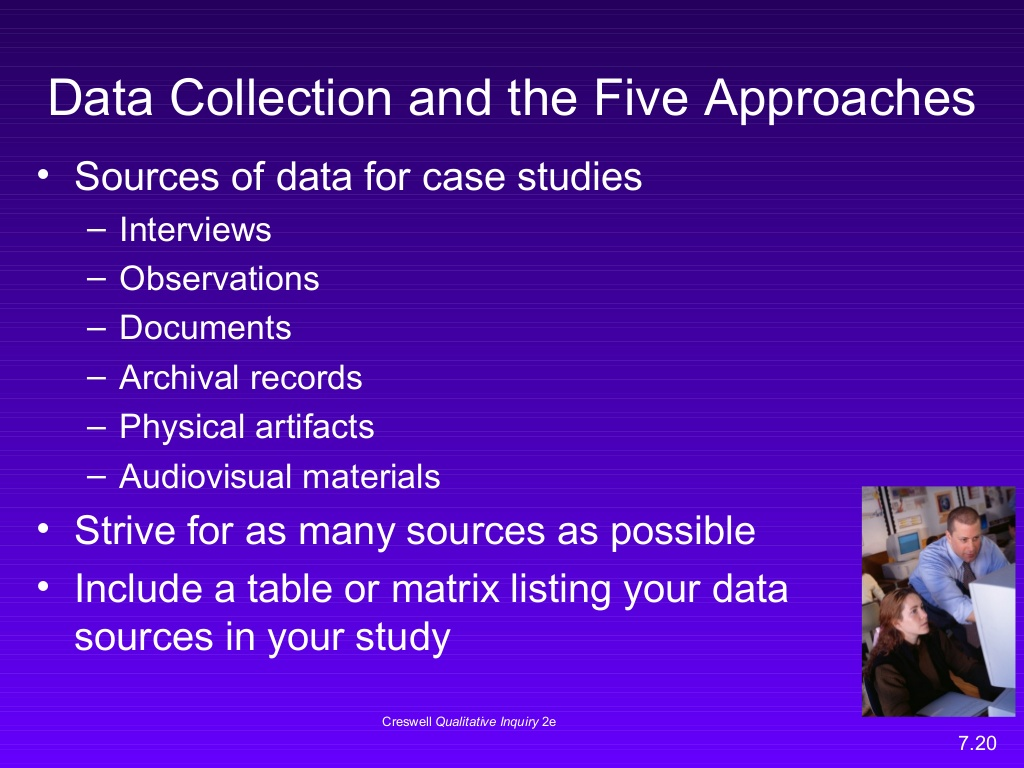 Data Collection and the Five Approaches
• Sources of data for case studies
– Interviews
– Observations
– Documents
– Archival records
– Physical artifacts
– Audiovisual materials
• Strive for as many sources as possible
• Include a table or matrix listing your data
sources in your study
Creswell Qualitative Inquiry 2e
7.20